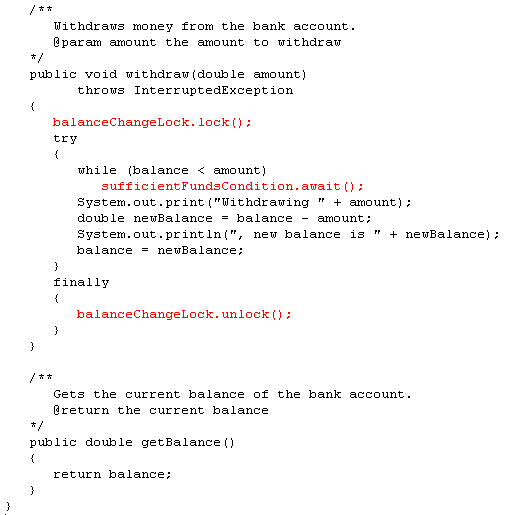 /**
Withdraws money from the bank account.
@param amount the amount to withdraw
*/
public void withdraw(double amount)
throws InterruptedException
{
balanceChangeLock.lock();
try
{
while (balance < amount)
sufficientFundsCondition.await();
System.out.print("Withdrawing " + amount);
double newBalance = balance - amount;
System.out.println(", new balance is " + newBalance);
balance = newBalance;
}
finally
{
balanceChangeLock.unlock();
}
}
/**
Gets the current balance of the bank account.
@return the current balance
*/
public double getBalance()
{
return balance;
}
}